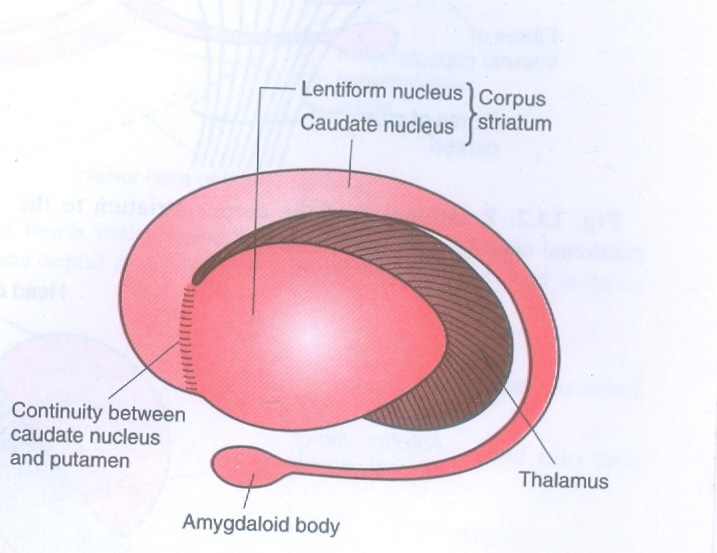 Lentiform nucleus
Caudate nucleus
Corpus
striatum
Continuity between
caudate nucleus
and putamen
Thalamus
Amygdaloid body